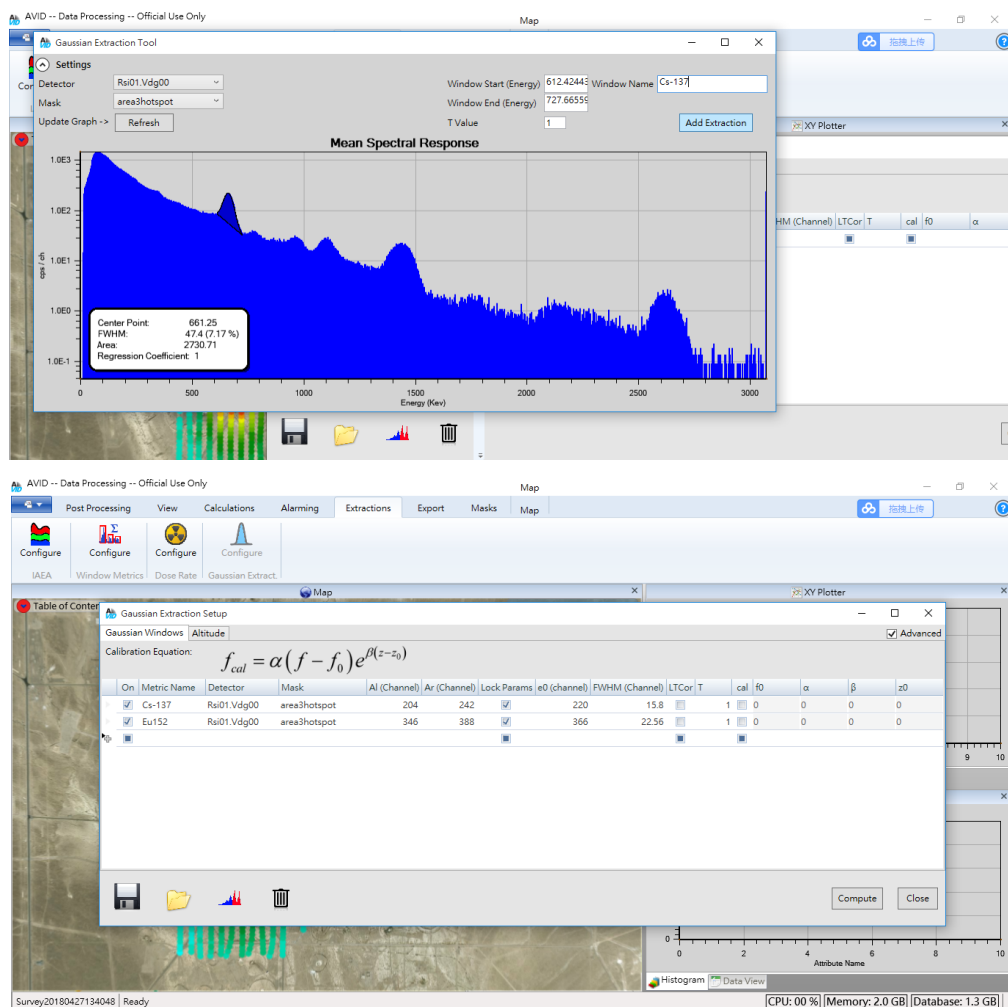 AVID -- Data Processing -- Official Use Only
Map
拖拽上传
Gaussian Extraction Tool
Settings
Detector Rsi01.Vdg00 Window Start (Energy) 612.42443 Window Name Cs-137
Mask area3hotspot Window End (Energy) 727.66559
Update Graph -> Refresh T Value 1 Add Extraction
XY Plotter
Mean Spectral Response
1.0E3
1.0E2
1.0E1
1.0E0
1.0E-1
cps / ch
HM (Channel) LTCor T cal f0 α
Center Point: 661.25
FWHM: 47.4 (7.17 %)
Area: 2730.71
Regression Coefficient: 1
0 500 1000 1500 2000 2500 3000
Energy (Kev)
AVID -- Data Processing -- Official Use Only
Map
Post Processing View Calculations Alarming Extractions Export Masks Map
拖拽上传
Configure Configure Configure Configure
IAEA Window Metrics Dose Rate Gaussian Extract.
Map XY Plotter
Table of Conter
Gaussian Extraction Setup
Gaussian Windows Altitude Advanced
Calibration Equation: f_cal = α(f − f_0)e^β(z−z_0)
On Metric Name Detector Mask Al (Channel) Ar (Channel) Lock Params e0 (channel) FWHM (Channel) LTCor T cal f0 α β z0
Cs-137 Rsi01.Vdg00 area3hotspot 204 242 220 15.8 1 0 0 0 0
Eu152 Rsi01.Vdg00 area3hotspot 346 388 366 22.56 1 0 0 0 0
9 10
Compute Close
0
0 2 4 6 8 10
Attribute Name
Histogram Data View
Survey20180427134048 Ready CPU: 00 % Memory: 2.0 GB Database: 1.3 GB